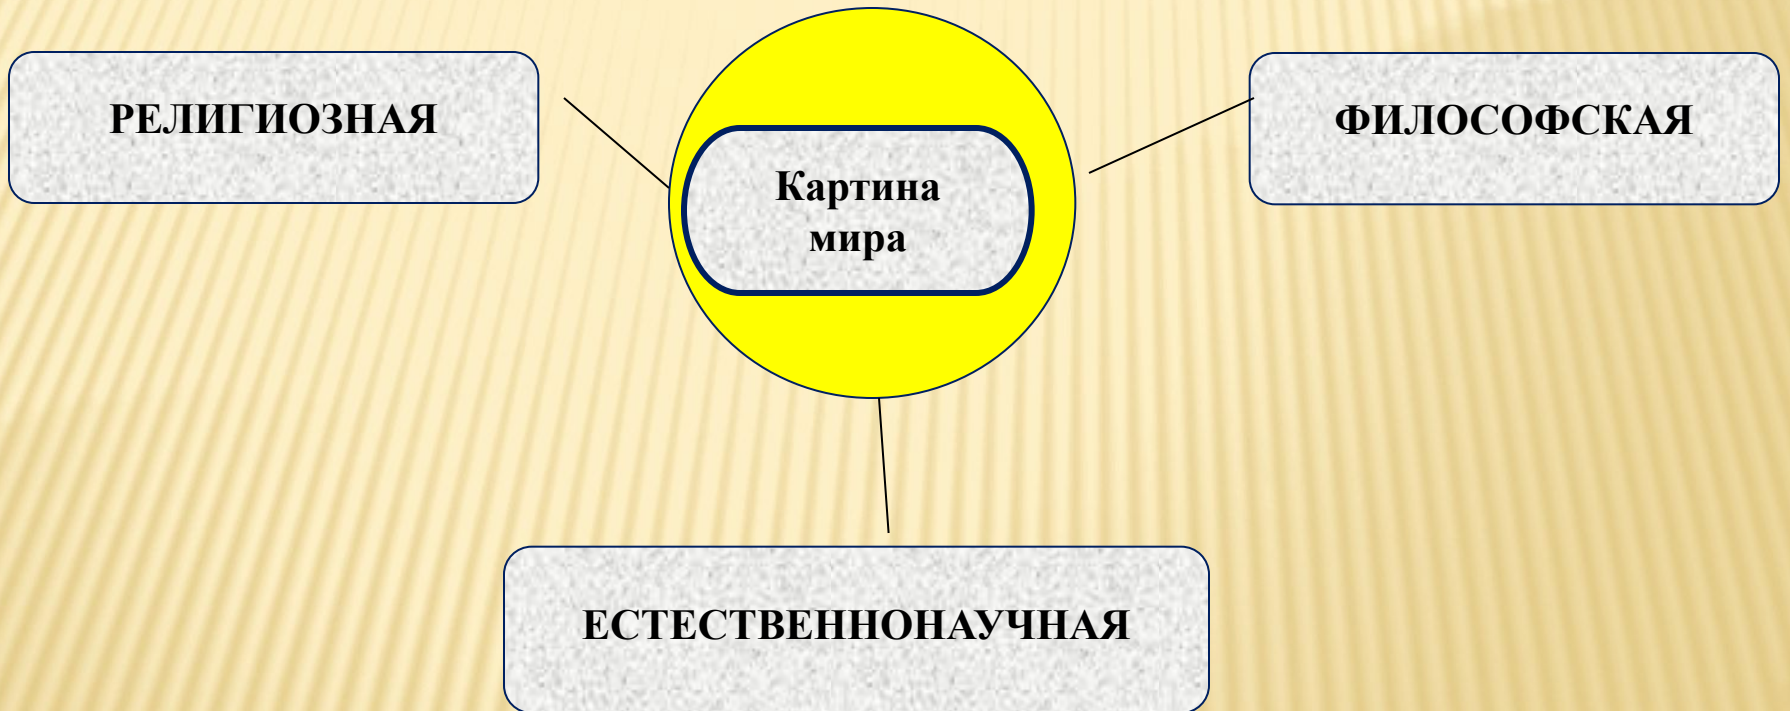 РЕЛИГИОЗНАЯ
Картина
мира
ФИЛОСОФСКАЯ
ЕСТЕСТВЕННОНАУЧНАЯ